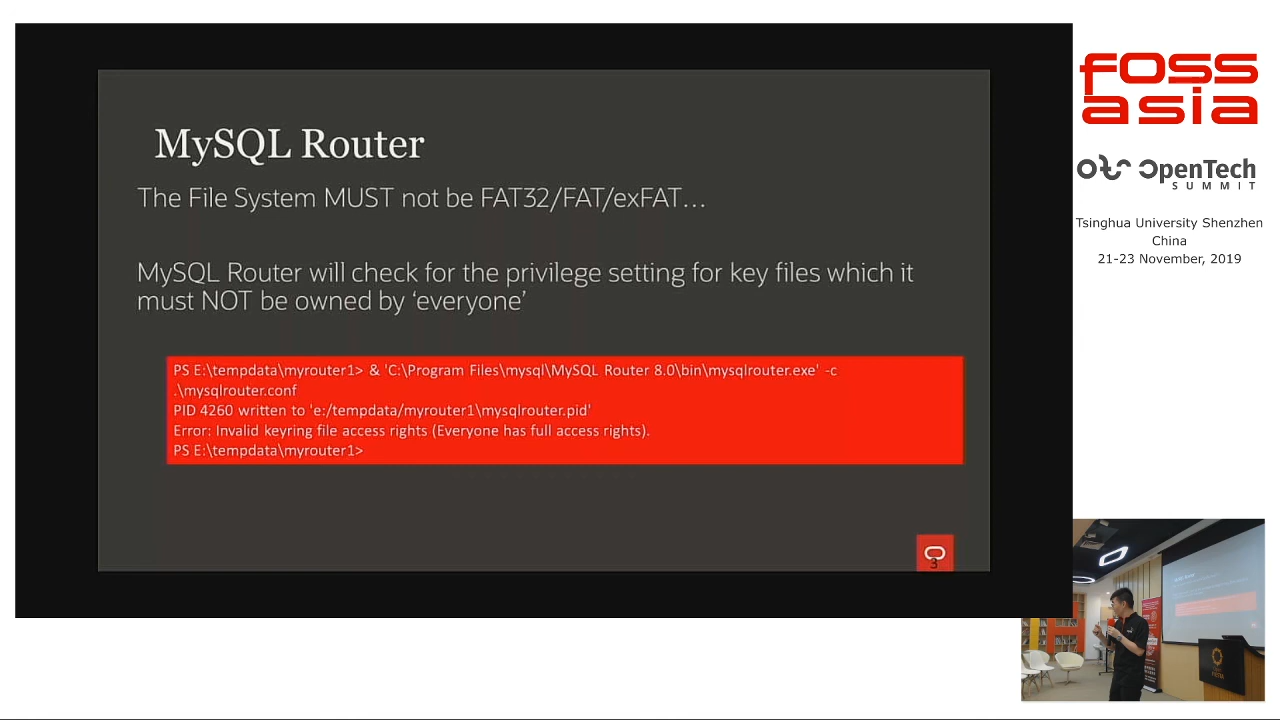 MySQL Router
The File System MUST not be FAT32/FAT/exFAT...
MySQL Router will check for the privilege setting for key files which it
must NOT be owned by ‘everyone’
PS E:\tempdata\myrouter1> & 'C:\Program Files\mysql\MySQL Router 8.0\bin\mysqlrouter.exe' -c
.\mysqlrouter.conf
PID 4260 written to 'e:/tempdata/myrouter1\mysqlrouter.pid'
Error: Invalid keyring file access rights (Everyone has full access rights).
PS E:\tempdata\myrouter1>
3
FOSS
asia
OTS OpenTech
SUMMIT
Tsinghua University Shenzhen
China
21-23 November, 2019